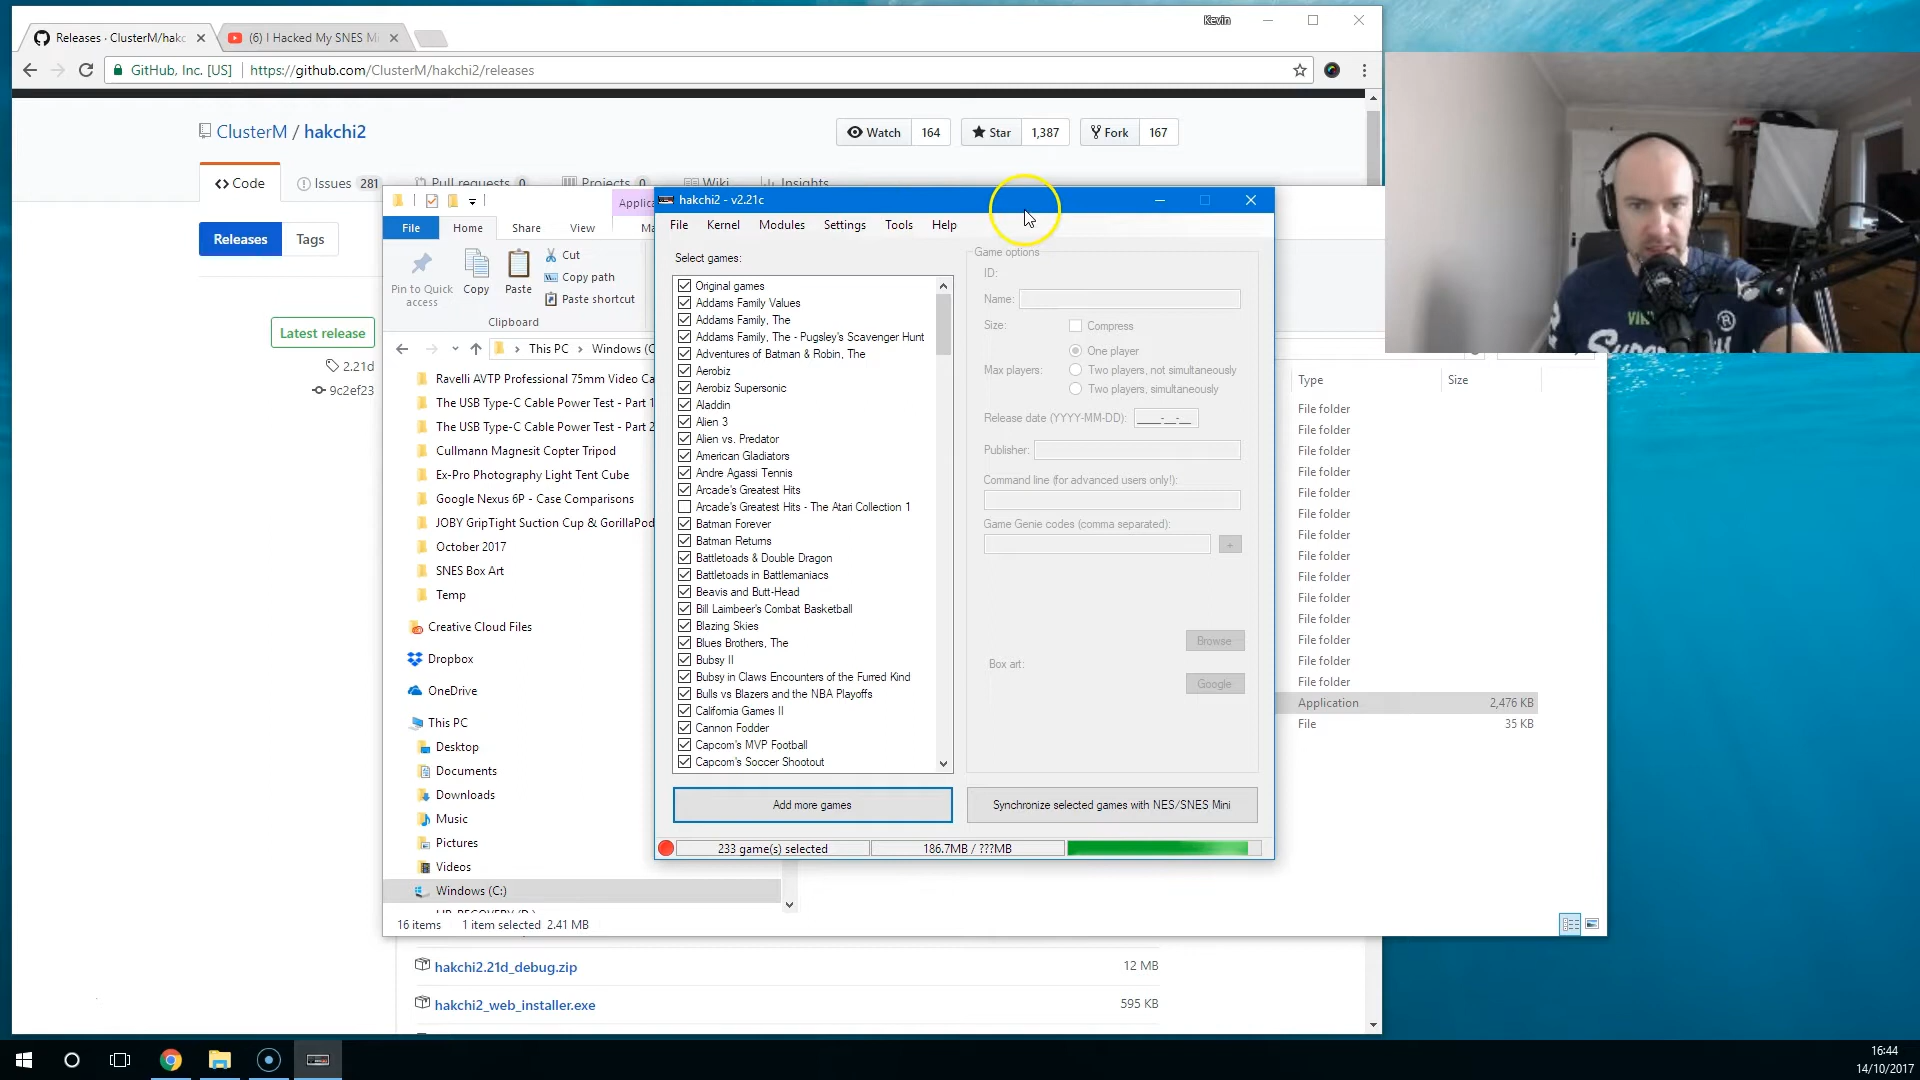 Releases · ClusterM/hakc
(6) I Hacked My SNES Mi
Kevin
GitHub, Inc. [US]
https://github.com/ClusterM/hakchi2/releases
ClusterM / hakchi2
Watch 164
Star 1,387
Fork 167
Code
Issues 281
Pull requests 0
Projects 0
Wiki
Insights
Releases
Tags
Latest release
2.21d
9c2ef23
Applica
File
Home
Share
View
Ma
Pin to Quick access
Copy
Paste
Cut
Copy path
Paste shortcut
Clipboard
This PC
Windows (C
Ravelli AVTP Professional 75mm Video Ca
The USB Type-C Cable Power Test - Part 1
The USB Type-C Cable Power Test - Part 2
Cullmann Magnesit Copter Tripod
Ex-Pro Photography Light Tent Cube
Google Nexus 6P - Case Comparisons
JOBY GripTight Suction Cup & GorillaPod
October 2017
SNES Box Art
Temp
Creative Cloud Files
Dropbox
OneDrive
This PC
Desktop
Documents
Downloads
Music
Pictures
Videos
Windows (C:)
16 items
1 item selected 2.41 MB
hakchi2 - v2.21c
File
Kernel
Modules
Settings
Tools
Help
Select games:
Original games
Addams Family Values
Addams Family, The
Addams Family, The - Pugsley's Scavenger Hunt
Adventures of Batman & Robin, The
Aerobiz
Aerobiz Supersonic
Aladdin
Alien 3
Alien vs. Predator
American Gladiators
Andre Agassi Tennis
Arcade's Greatest Hits
Arcade's Greatest Hits - The Atari Collection 1
Batman Forever
Batman Returns
Battletoads & Double Dragon
Battletoads in Battlemaniacs
Beavis and Butt-Head
Bill Laimbeer's Combat Basketball
Blazing Skies
Blues Brothers, The
Bubsy II
Bubsy in Claws Encounters of the Furred Kind
Bulls vs Blazers and the NBA Playoffs
California Games II
Cannon Fodder
Capcom's MVP Football
Capcom's Soccer Shootout
Game options
ID:
Name:
Size:
Compress
Max players:
One player
Two players, not simultaneously
Two players, simultaneously
Release date (YYYY-MM-DD): ____-__-__
Publisher:
Command line (for advanced users only!):
Game Genie codes (comma separated):
Browse
Box art:
Google
Add more games
Synchronize selected games with NES/SNES Mini
233 game(s) selected
186.7MB / ???MB
Type
Size
File folder
File folder
File folder
File folder
File folder
File folder
File folder
File folder
File folder
File folder
File folder
File folder
File folder
File folder
Application 2,476 KB
File 35 KB
hakchi2.21d_debug.zip 12 MB
hakchi2_web_installer.exe 595 KB
16:44
14/10/2017